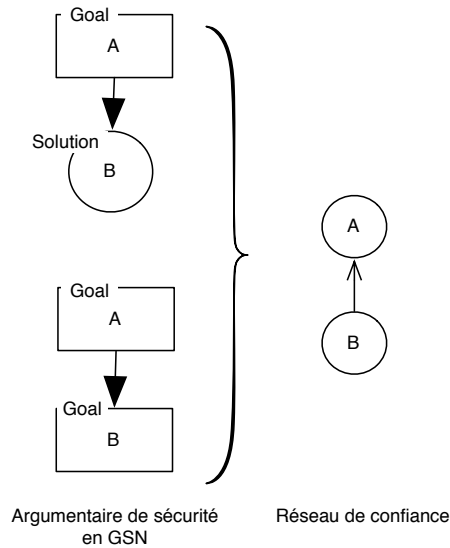 Goal
A
Solution
B
Goal
A
Goal
B
A
B
Argumentaire de sécurité
en GSN
Réseau de confiance